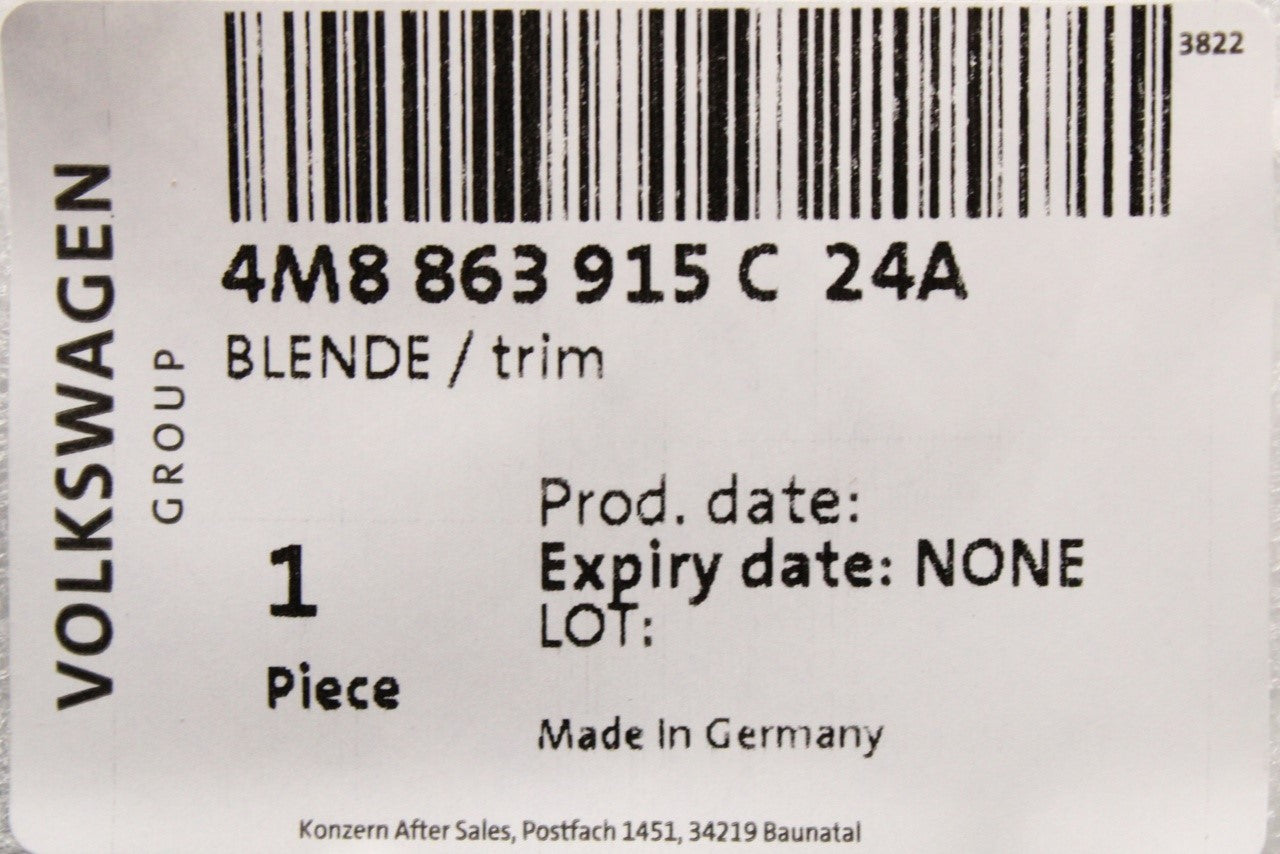 3822
4M8 863 915 C 24A
BLENDE / trim
VOLKSWAGEN
GROUP
Prod. date:
Expiry date: NONE
LOT:
1
Piece
Made In Germany
Konzern After Sales, Postfach 1451, 34219 Baunatal